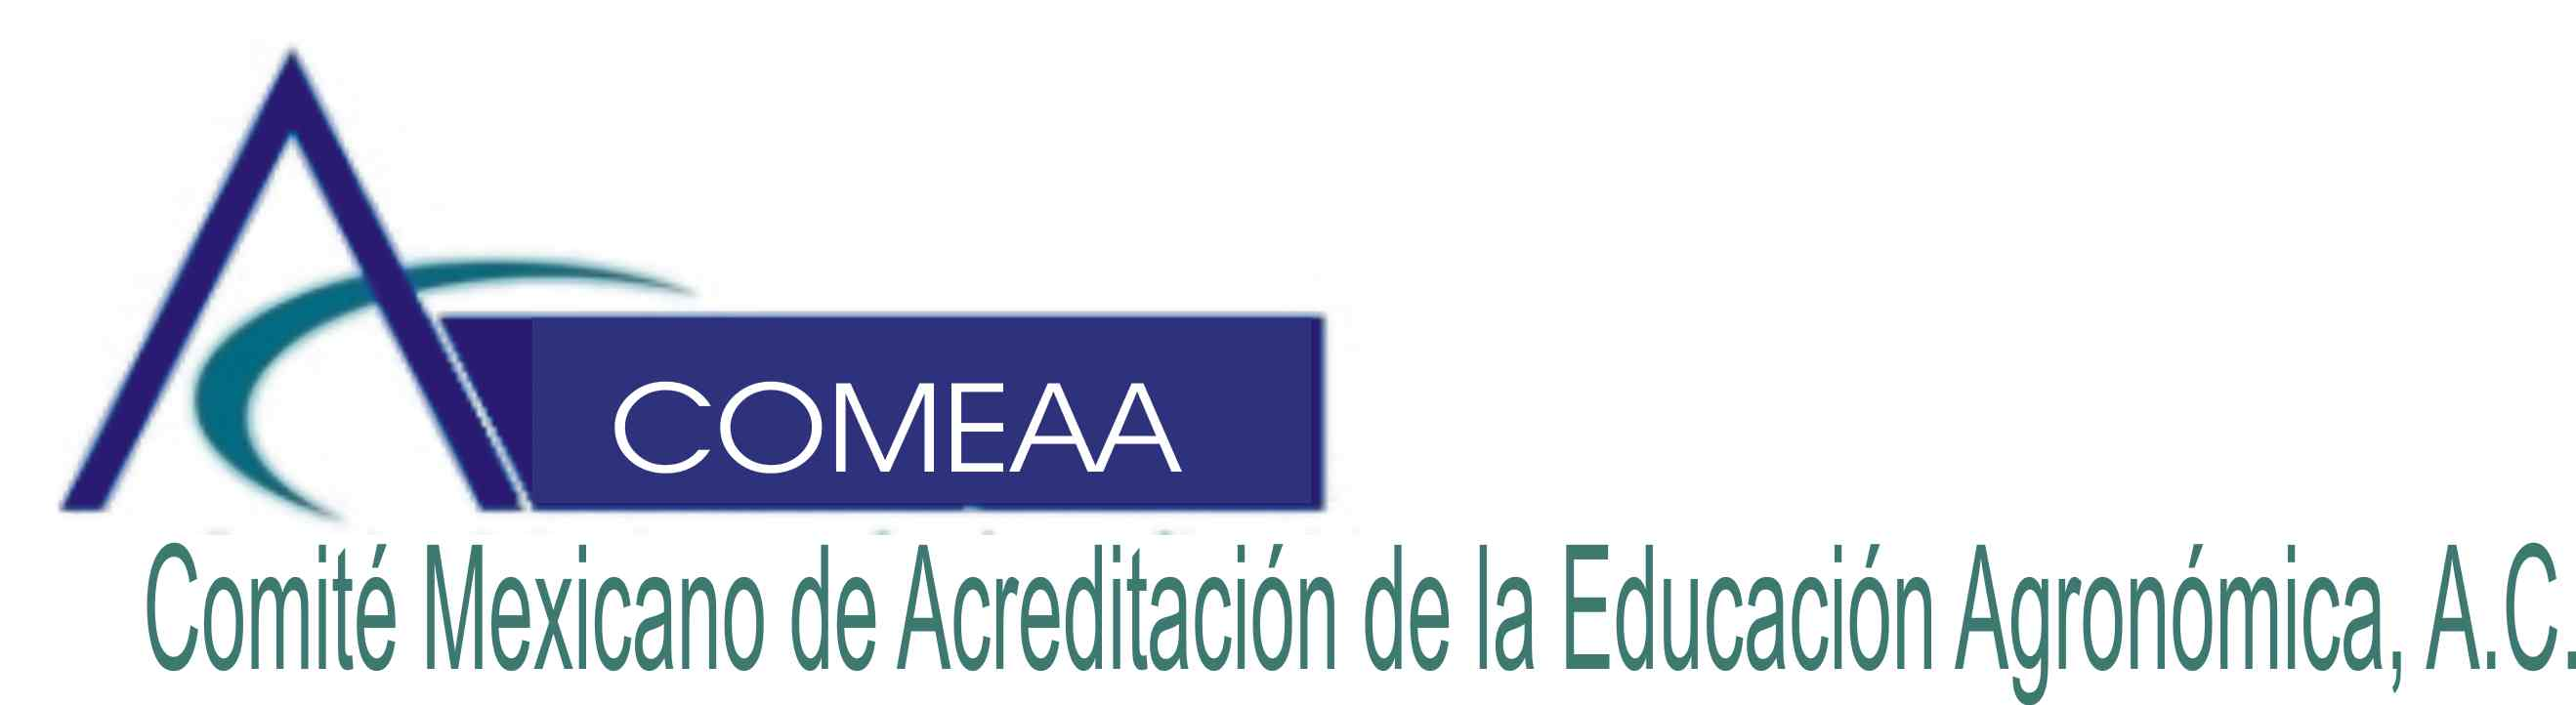 COMEAA
Comité Mexicano de Acreditación de la Educación Agronómica, A.C.